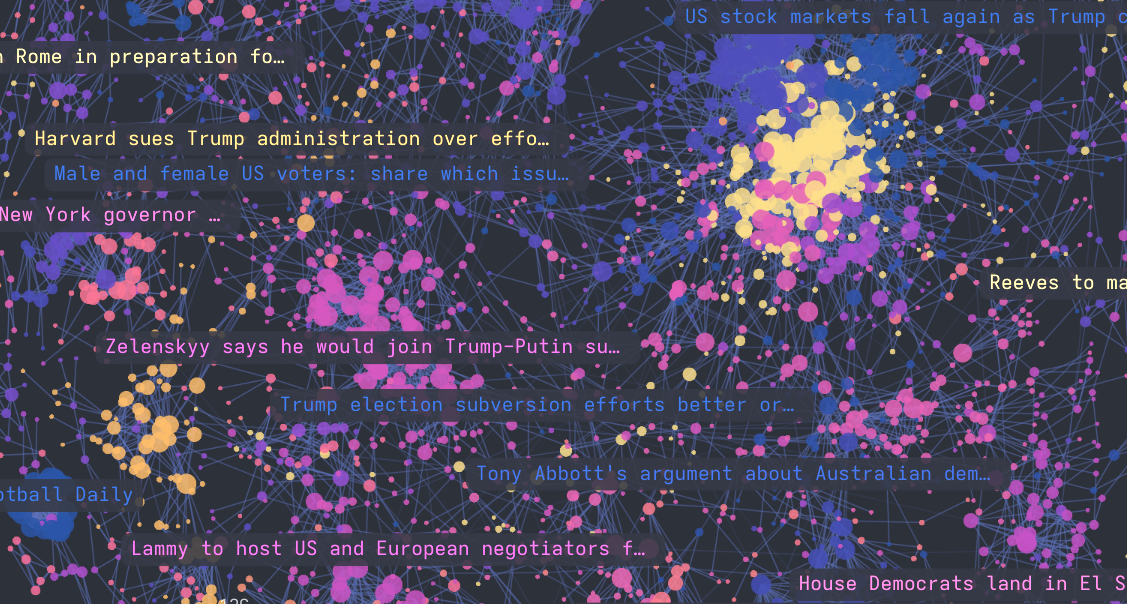 US stock markets fall again as Trump
Rome in preparation fo…
Harvard sues Trump administration over effo…
Male and female US voters: share which issu…
New York governor …
Reeves to ma
Zelenskyy says he would join Trump-Putin su…
Trump election subversion efforts better or…
Tony Abbott's argument about Australian dem…
otball Daily
Lammy to host US and European negotiators f…
House Democrats land in El S